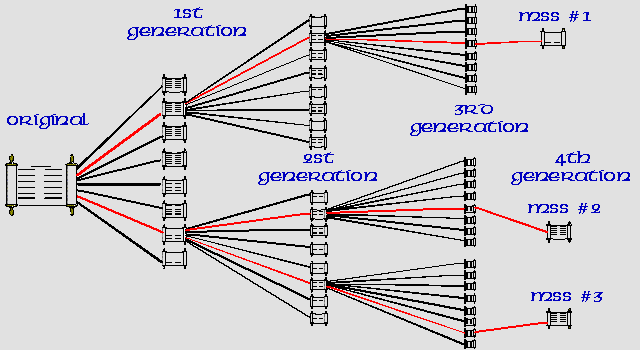 1st
generation
mss #1
original
3rd
generation
2st
generation
4th
generation
mss #2
mss #3